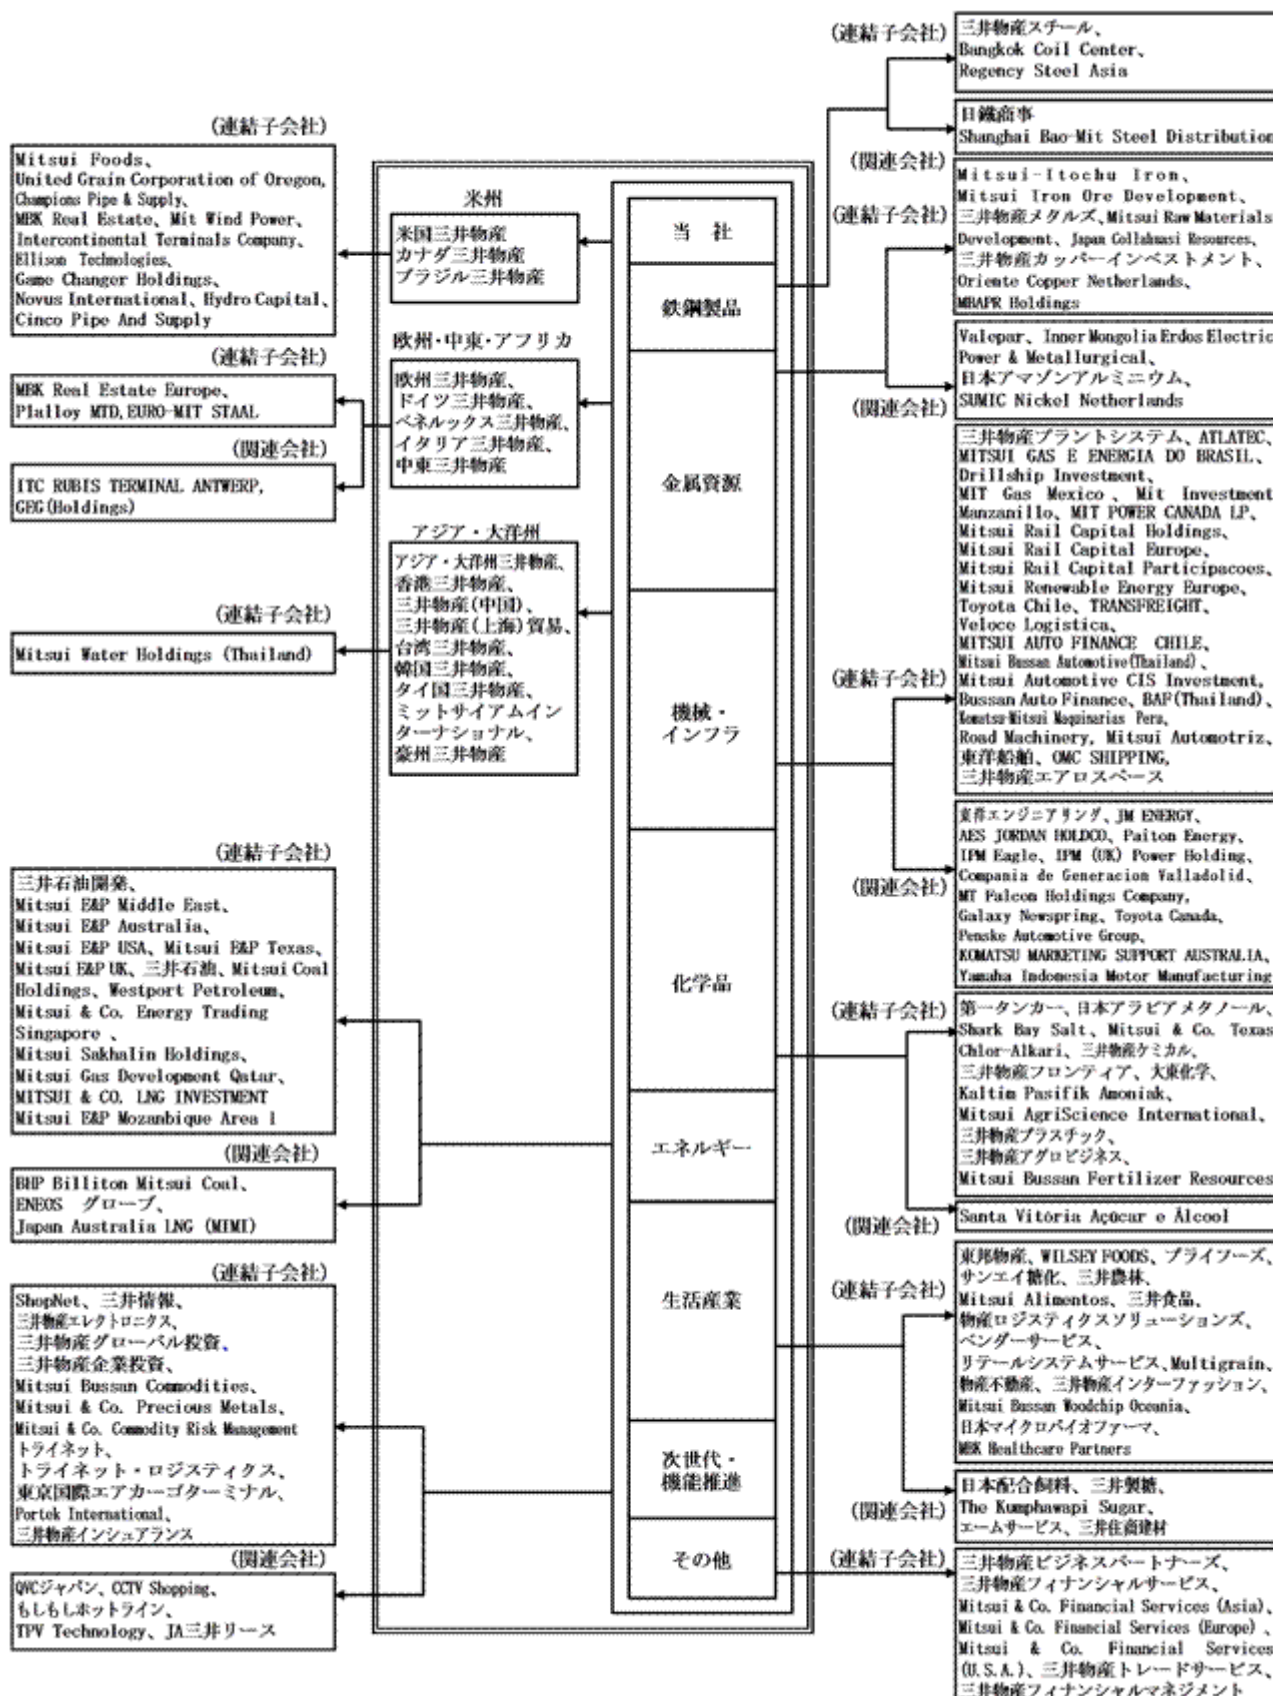 (連結子会社)
Mitsui Foods、
United Grain Corporation of Oregon,
Champions Pipe & Supply、
MBK Real Estate、Mit Wind Power、
Intercontinental Terminals Company、
Ellison Technologies、
Game Changer Holdings、
Novus International、Hydro Capital、
Cinco Pipe And Supply
(連結子会社)
MBK Real Estate Europe、
Plalloy MTD,EURO-MIT STAAL
(関連会社)
ITC RUBIS TERMINAL ANTWERP,
GEG(Holdings)
(連結子会社)
Mitsui Water Holdings (Thailand)
(連結子会社)
三井石油開発、
Mitsui E&P Middle East、
Mitsui E&P Australia、
Mitsui E&P USA、Mitsui E&P Texas、
Mitsui E&P UK、三井石油、Mitsui Coal
Holdings、Westport Petroleum、
Mitsui & Co. Energy Trading
Singapore 、
Mitsui Sakhalin Holdings、
Mitsui Gas Development Qatar、
MITSUI & CO. LNG INVESTMENT
Mitsui E&P Mozambique Area 1
(関連会社)
BHP Billiton Mitsui Coal、
ENEOS グローブ、
Japan Australia LNG (MIMI)
(連結子会社)
ShopNet、三井情報、
三井物産エレクトロニクス、
三井物産グローバル投資、
三井物産企業投資、
Mitsui Bussan Commodities、
Mitsui & Co. Precious Metals、
Mitsui & Co. Commodity Risk Management
トライネット、
トライネット・ロジスティクス、
東京国際エアカーゴターミナル、
Portek International、
三井物産インシュアランス
(関連会社)
QVCジャパン、CCTV Shopping、
もしもしホットライン、
TPV Technology、JA三井リース
米州
米国三井物産
カナダ三井物産
ブラジル三井物産
欧州・中東・アフリカ
欧州三井物産、
ドイツ三井物産、
ベネルックス三井物産、
イタリア三井物産、
中東三井物産
アジア・大洋州
アジア・大洋州三井物産、
香港三井物産、
三井物産(中国)、
三井物産(上海)貿易、
台湾三井物産、
韓国三井物産、
タイ国三井物産、
ミットサイアムイン
ターナショナル、
豪州三井物産
当 社
鉄鋼製品
金属資源
機械・
インフラ
化学品
エネルギー
生活産業
次世代・
機能推進
その他
(連結子会社)
三井物産スチール、
Bangkok Coil Center、
Regency Steel Asia
日鐵商事
Shanghai Bao-Mit Steel Distribution
(関連会社)
(連結子会社)
Mitsui-Itochu Iron、
Mitsui Iron Ore Development、
三井物産メタルズ、Mitsui Raw Materials
Development、Japan Collahuasi Resources、
三井物産カッパーインベストメント、
Oriente Copper Netherlands、
MBAPR Holdings
Valepar、Inner Mongolia Erdos Electric
Power & Metallurgical、
日本アマゾンアルミニウム、
SUMIC Nickel Netherlands
(関連会社)
三井物産プラントシステム、ATLATEC、
MITSUI GAS E ENERGIA DO BRASIL、
Drillship Investment、
MIT Gas Mexico 、Mit Investment
Manzanillo、MIT POWER CANADA LP、
Mitsui Rail Capital Holdings、
Mitsui Rail Capital Europe、
Mitsui Rail Capital Participacoes、
Mitsui Renewable Energy Europe、
Toyota Chile、TRANSFREIGHT、
Veloce Logistica、
MITSUI AUTO FINANCE CHILE、
Mitsui Bussan Automotive(Thailand)、
Mitsui Automotive CIS Investment、
Bussan Auto Finance、BAF(Thailand)、
Komatsu-Mitsui Maquinarias Peru、
Road Machinery、Mitsui Automotriz、
東洋船舶、OMC SHIPPING,
三井物産エアロスペース
(連結子会社)
東洋エンジニアリング、JM ENERGY、
AES JORDAN HOLDCO、Paiton Energy、
IPM Eagle、IPM (UK) Power Holding、
Compania de Generacion Valladolid、
MT Falcon Holdings Company、
Galaxy Newspring、Toyota Canada、
Penske Automotive Group、
KOMATSU MARKETING SUPPORT AUSTRALIA、
Yamaha Indonesia Motor Manufacturing
(関連会社)
(連結子会社)
第一タンカー、日本アラビアメタノール、
Shark Bay Salt、Mitsui & Co. Texas
Chlor-Alkari、三井物産ケミカル、
三井物産フロンティア、大東化学、
Kaltim Pasifik Amoniak、
Mitsui AgriScience International、
三井物産プラスチック、
三井物産アグロビジネス、
Mitsui Bussan Fertilizer Resources
Santa Vitória Açúcar e Álcool
(関連会社)
東邦物産、WILSEY FOODS、プライフーズ、
サンエイ糖化、三井農林、
Mitsui Alimentos、三井食品、
物産ロジスティクスソリューションズ、
ベンダーサービス、
リテールシステムサービス、Multigrain、
物産不動産、三井物産インターファッション、
Mitsui Bussan Woodchip Oceania、
日本マイクロバイオファーマ、
MBK Healthcare Partners
(連結子会社)
日本配合飼料、三井製糖、
The Kumphawapi Sugar、
エームサービス、三井住商建材
(関連会社)
(連結子会社)
三井物産ビジネスパートナーズ、
三井物産フィナンシャルサービス、
Mitsui & Co. Financial Services (Asia)、
Mitsui & Co. Financial Services (Europe) 、
Mitsui & Co. Financial Services
(U.S.A.)、三井物産トレードサービス、
三井物産フィナンシャルマネジメント